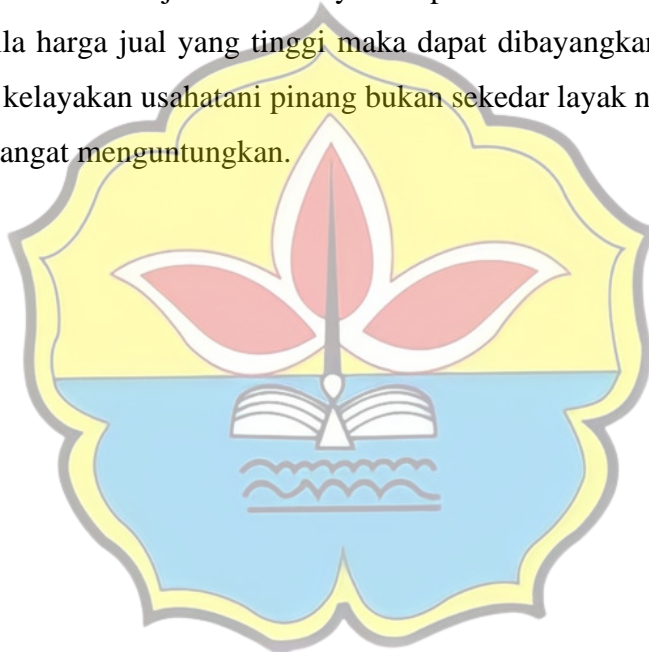 la harga jual yang tinggi maka dapat dibayangkan
kelayakan usahatani pinang bukan sekedar layak n
angat menguntungkan.